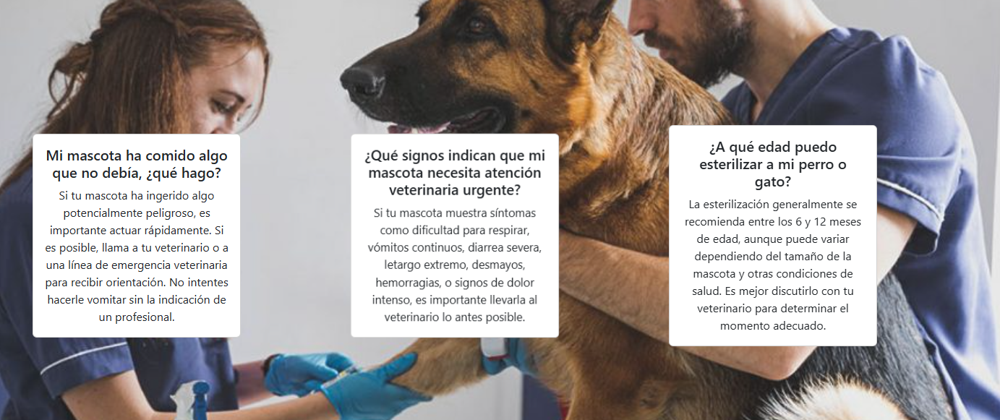 Mi mascota ha comido algo
que no debía, ¿qué hago?
Si tu mascota ha ingerido algo
potencialmente peligroso, es
importante actuar rápidamente. Si
es posible, llama a tu veterinario o a
una línea de emergencia veterinaria
para recibir orientación. No intentes
hacerle vomitar sin la indicación de
un profesional.
¿Qué signos indican que mi
mascota necesita atención
veterinaria urgente?
Si tu mascota muestra síntomas
como dificultad para respirar,
vómitos continuos, diarrea severa,
letargo extremo, desmayos,
hemorragias, o signos de dolor
intenso, es importante llevarla al
veterinario lo antes posible.
¿A qué edad puedo
esterilizar a mi perro o
gato?
La esterilización generalmente se
recomienda entre los 6 y 12 meses
de edad, aunque puede variar
dependiendo del tamaño de la
mascota y otras condiciones de
salud. Es mejor discutirlo con tu
veterinario para determinar el
momento adecuado.